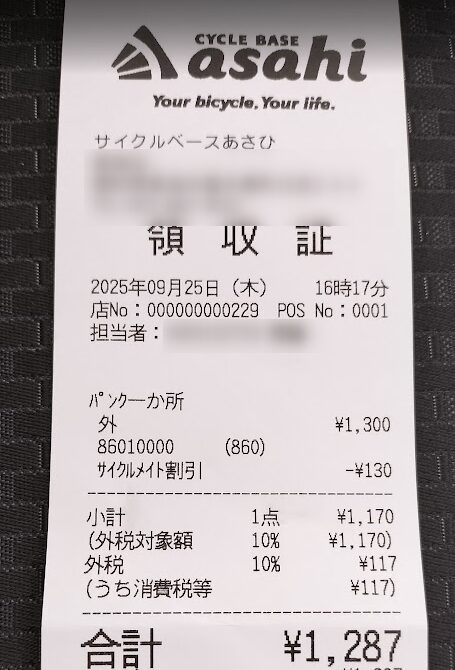 CYCLE BASE
asahi
Your bicycle, Your life.
サイクルベースあさひ
領 収 証
2025年09月25日（木） 16時17分
店No：000000000229 POS No：0001
担当者：
ﾊﾟﾝｸ一か所
外 ¥1,300
86010000 (860)
ｻｲｸﾙﾒｲﾄ割引 -¥130
小計 1点 ¥1,170
(外税対象額 10% ¥1,170)
外税 10% ¥117
(うち消費税等 ¥117)
合計 ¥1,287